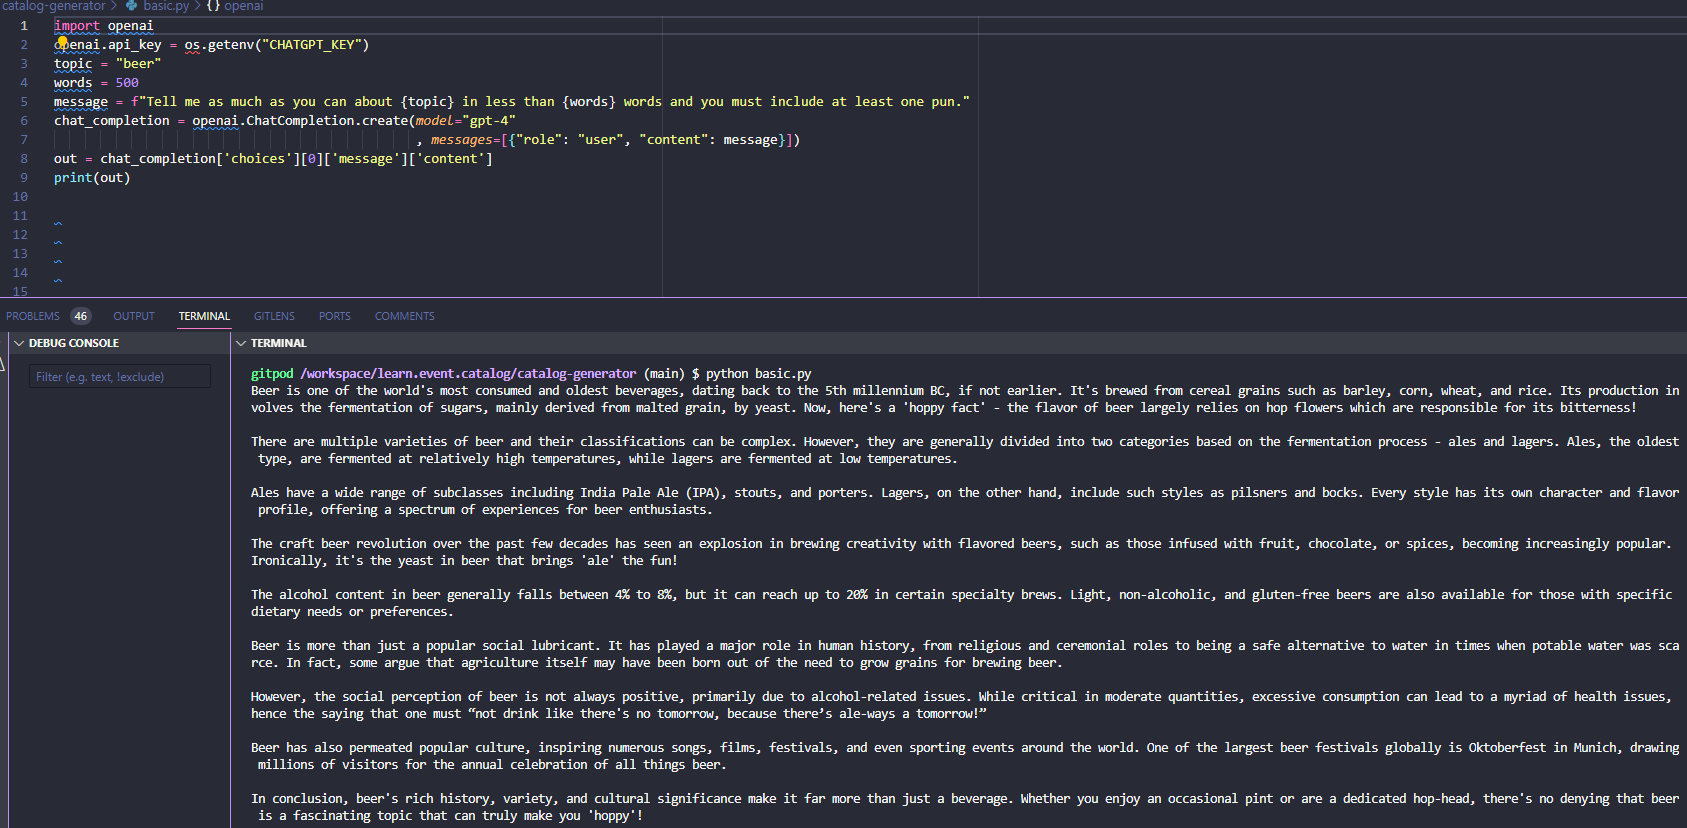 catalog-generator > basic.py > {} openai
1 import openai
2 openai.api_key = os.getenv("CHATGPT_KEY")
3 topic = "beer"
4 words = 500
5 message = f"Tell me as much as you can about {topic} in less than {words} words and you must include at least one pun."
6 chat_completion = openai.ChatCompletion.create(model="gpt-4"
7 , messages=[{"role": "user", "content": message}])
8 out = chat_completion['choices'][0]['message']['content']
9 print(out)
10
11
12
13
14
15
PROBLEMS 46 OUTPUT TERMINAL GITLENS PORTS COMMENTS
DEBUG CONSOLE
Filter (e.g. text, !exclude)
TERMINAL
gitpod /workspace/learn.event.catalog/catalog-generator (main) $ python basic.py
Beer is one of the world's most consumed and oldest beverages, dating back to the 5th millennium BC, if not earlier. It's brewed from cereal grains such as barley, corn, wheat, and rice. Its production in
volves the fermentation of sugars, mainly derived from malted grain, by yeast. Now, here's a 'hoppy fact' - the flavor of beer largely relies on hop flowers which are responsible for its bitterness!
There are multiple varieties of beer and their classifications can be complex. However, they are generally divided into two categories based on the fermentation process - ales and lagers. Ales, the oldest
type, are fermented at relatively high temperatures, while lagers are fermented at low temperatures.
Ales have a wide range of subclasses including India Pale Ale (IPA), stouts, and porters. Lagers, on the other hand, include such styles as pilsners and bocks. Every style has its own character and flavor
profile, offering a spectrum of experiences for beer enthusiasts.
The craft beer revolution over the past few decades has seen an explosion in brewing creativity with flavored beers, such as those infused with fruit, chocolate, or spices, becoming increasingly popular.
Ironically, it's the yeast in beer that brings 'ale' the fun!
The alcohol content in beer generally falls between 4% to 8%, but it can reach up to 20% in certain specialty brews. Light, non-alcoholic, and gluten-free beers are also available for those with specific
dietary needs or preferences.
Beer is more than just a popular social lubricant. It has played a major role in human history, from religious and ceremonial roles to being a safe alternative to water in times when potable water was sca
rce. In fact, some argue that agriculture itself may have been born out of the need to grow grains for brewing beer.
However, the social perception of beer is not always positive, primarily due to alcohol-related issues. While critical in moderate quantities, excessive consumption can lead to a myriad of health issues,
hence the saying that one must “not drink like there's no tomorrow, because there’s ale-ways a tomorrow!”
Beer has also permeated popular culture, inspiring numerous songs, films, festivals, and even sporting events around the world. One of the largest beer festivals globally is Oktoberfest in Munich, drawing
millions of visitors for the annual celebration of all things beer.
In conclusion, beer's rich history, variety, and cultural significance make it far more than just a beverage. Whether you enjoy an occasional pint or are a dedicated hop-head, there's no denying that beer
is a fascinating topic that can truly make you 'hoppy'!